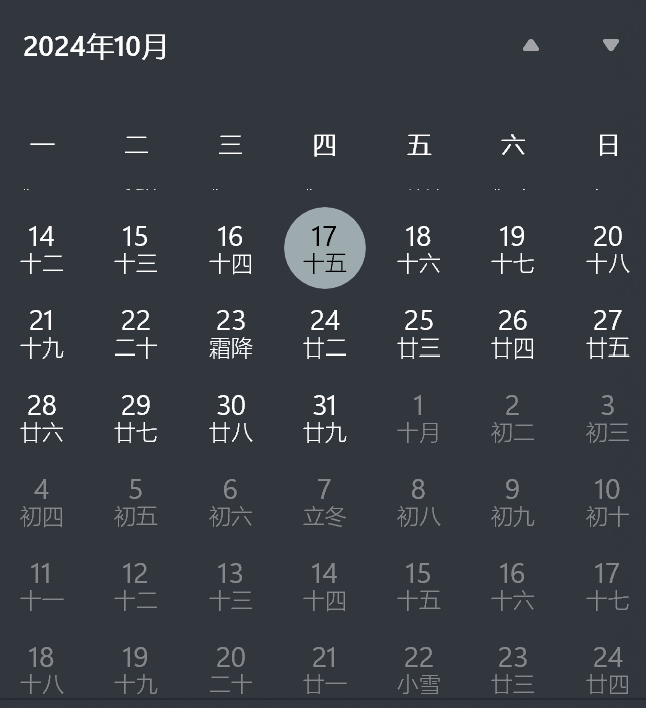 2024年10月
一 二 三 四 五 六 日
14 15 16 17 18 19 20
十二 十三 十四 十五 十六 十七 十八
21 22 23 24 25 26 27
十九 二十 霜降 廿二 廿三 廿四 廿五
28 29 30 31 1 2 3
廿六 廿七 廿八 廿九 十月 初二 初三
4 5 6 7 8 9 10
初四 初五 初六 立冬 初八 初九 初十
11 12 13 14 15 16 17
十一 十二 十三 十四 十五 十六 十七
18 19 20 21 22 23 24
十八 十九 二十 廿一 小雪 廿三 廿四